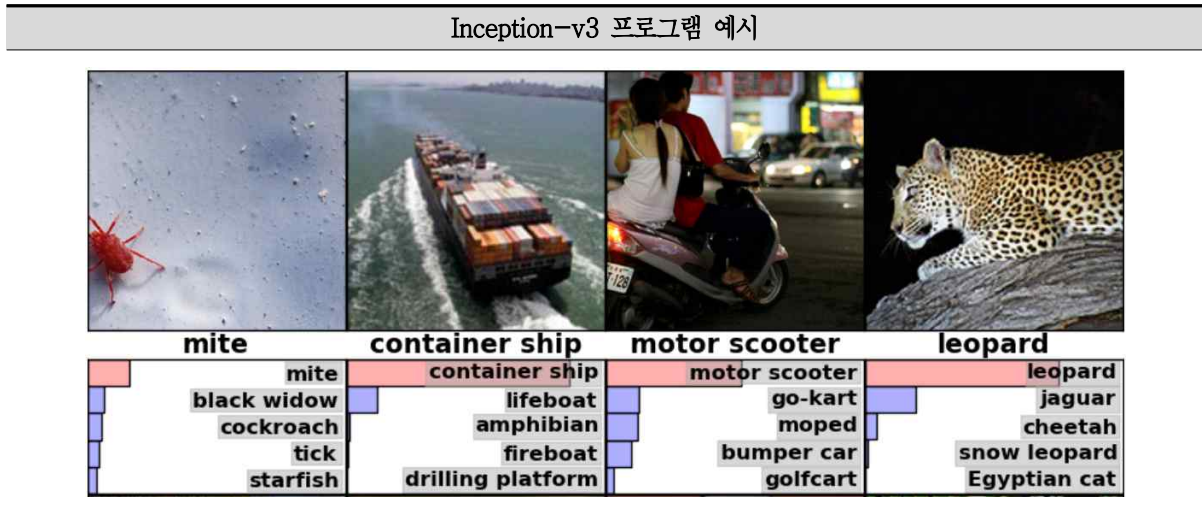 Inception-v3 프로그램 예시
T-128
mite
container ship
motor scooter
leopard
mite
black widow
cockroach
tick
starfish
container ship
lifeboat
amphibian
fireboat
drilling platform
motor scooter
go-kart
moped
bumper car
golfcart
leopard
jaguar
cheetah
snow leopard
Egyptian cat